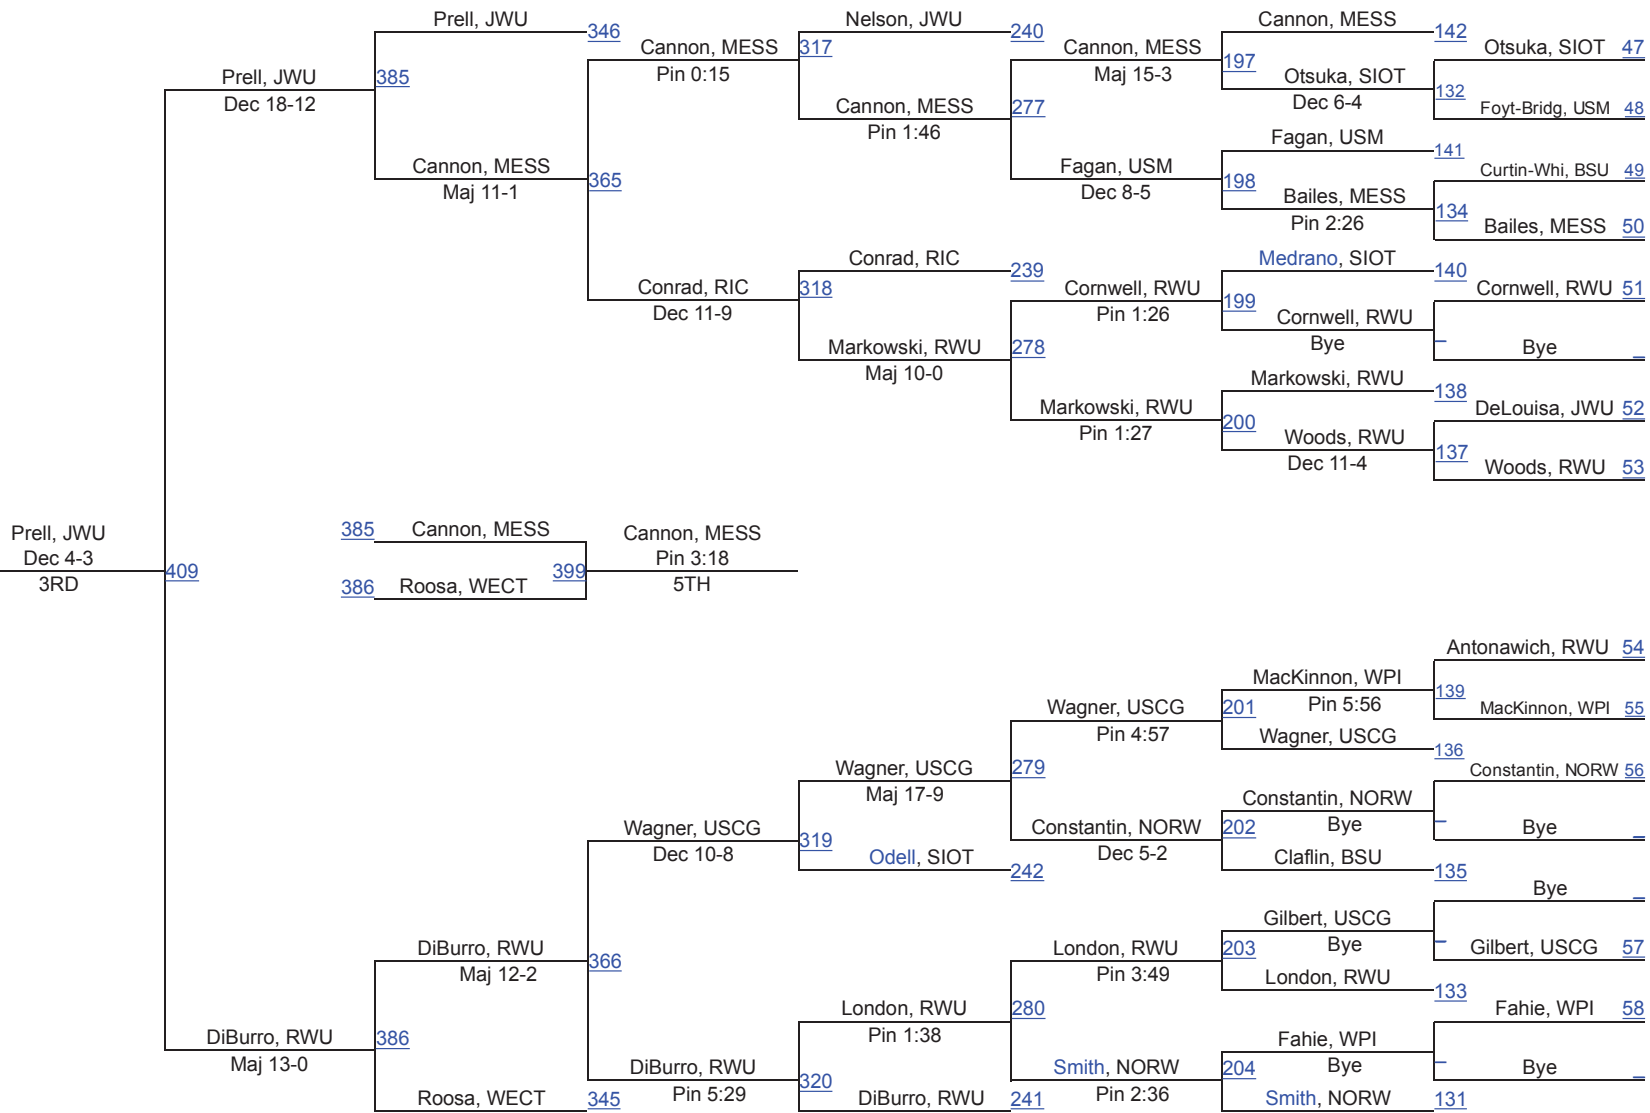 Prell, JWU
346
Nelson, JWU
240
Cannon, MESS
142
Otsuka, SIOT 47
Cannon, MESS
Pin 0:15
317
Cannon, MESS
Maj 15-3
197
Otsuka, SIOT
Dec 6-4
132
Foyt-Bridg, USM 48
Prell, JWU
Dec 18-12
385
Cannon, MESS
Pin 1:46
277
Fagan, USM
141
Curtin-Whi, BSU 49
Cannon, MESS
Maj 11-1
365
Fagan, USM
Dec 8-5
198
Bailes, MESS
Pin 2:26
134
Bailes, MESS 50
Conrad, RIC
239
Medrano, SIOT
140
Cornwell, RWU 51
Conrad, RIC
Dec 11-9
318
Cornwell, RWU
Pin 1:26
199
Cornwell, RWU
Bye
–
Bye _
Markowski, RWU
Maj 10-0
278
Markowski, RWU
138
DeLouisa, JWU 52
Markowski, RWU
Pin 1:27
200
Woods, RWU
Dec 11-4
137
Woods, RWU 53
Prell, JWU
Dec 4-3
3RD
409
385 Cannon, MESS
386 Roosa, WECT
399
Cannon, MESS
Pin 3:18
5TH
Antonawich, RWU 54
MacKinnon, WPI
Pin 5:56
139
MacKinnon, WPI 55
Wagner, USCG
Pin 4:57
201
Wagner, USCG
136
Constantin, NORW 56
Wagner, USCG
Maj 17-9
279
Constantin, NORW
Bye
–
Bye _
Wagner, USCG
Dec 10-8
319
Constantin, NORW
Dec 5-2
202
Claflin, BSU
135
Odell, SIOT
242
Bye _
Gilbert, USCG
Bye
–
Gilbert, USCG 57
DiBurro, RWU
Maj 12-2
366
London, RWU
Pin 3:49
203
London, RWU
133
Fahie, WPI 58
London, RWU
Pin 1:38
280
Fahie, WPI
Bye
–
Bye _
DiBurro, RWU
Maj 13-0
386
DiBurro, RWU
Pin 5:29
320
Smith, NORW
Pin 2:36
204
Smith, NORW
131
Roosa, WECT
345
DiBurro, RWU
241